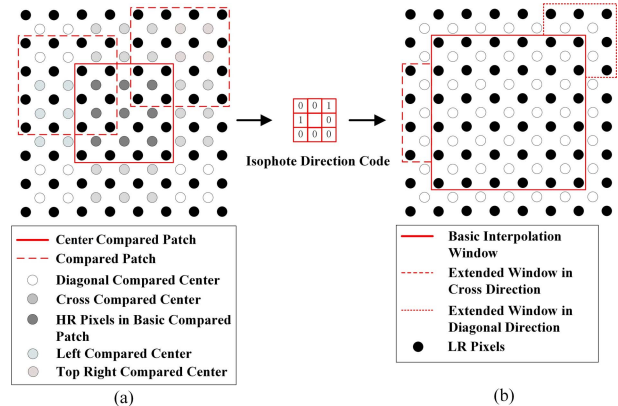 0 0 1
1 0
0 0 0
Isophote Direction Code
Center Compared Patch
Compared Patch
Diagonal Compared Center
Cross Compared Center
HR Pixels in Basic Compared
Patch
Left Compared Center
Top Right Compared Center
(a)
Basic Interpolation
Window
Extended Window in
Cross Direction
Extended Window in
Diagonal Direction
LR Pixels
(b)